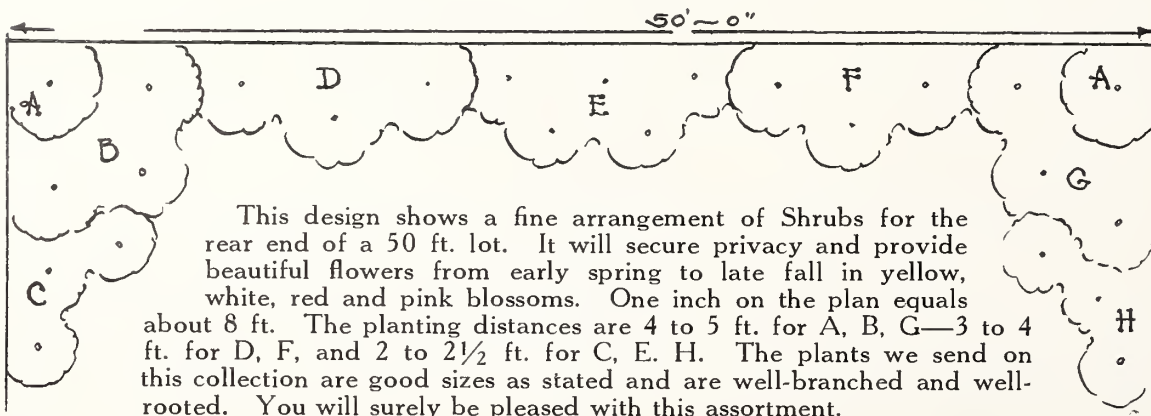 50'~0"
A D E F A.
B G
C H
This design shows a fine arrangement of Shrubs for the
rear end of a 50 ft. lot. It will secure privacy and provide
beautiful flowers from early spring to late fall in yellow,
white, red and pink blossoms. One inch on the plan equals
about 8 ft. The planting distances are 4 to 5 ft. for A, B, G—3 to 4
ft. for D, F, and 2 to 2½ ft. for C, E. H. The plants we send on
this collection are good sizes as stated and are well-branched and well-
rooted. You will surely be pleased with this assortment.